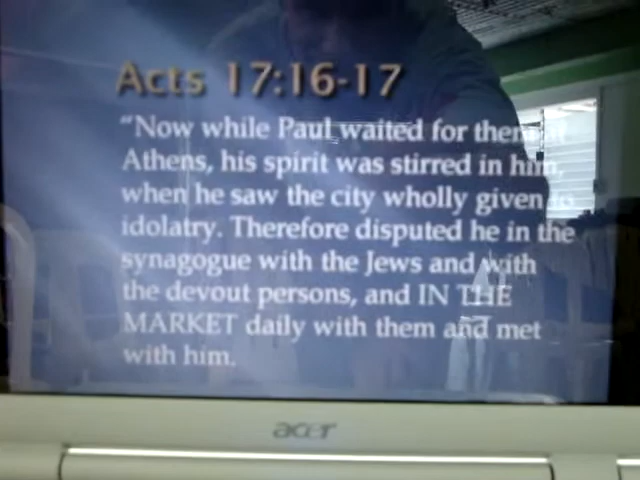 Acts 17:16-17
“Now while Paul waited for them at
Athens, his spirit was stirred in him,
when he saw the city wholly given to
idolatry. Therefore disputed he in the
synagogue with the Jews and with
the devout persons, and IN THE
MARKET daily with them and met
with him.
acer